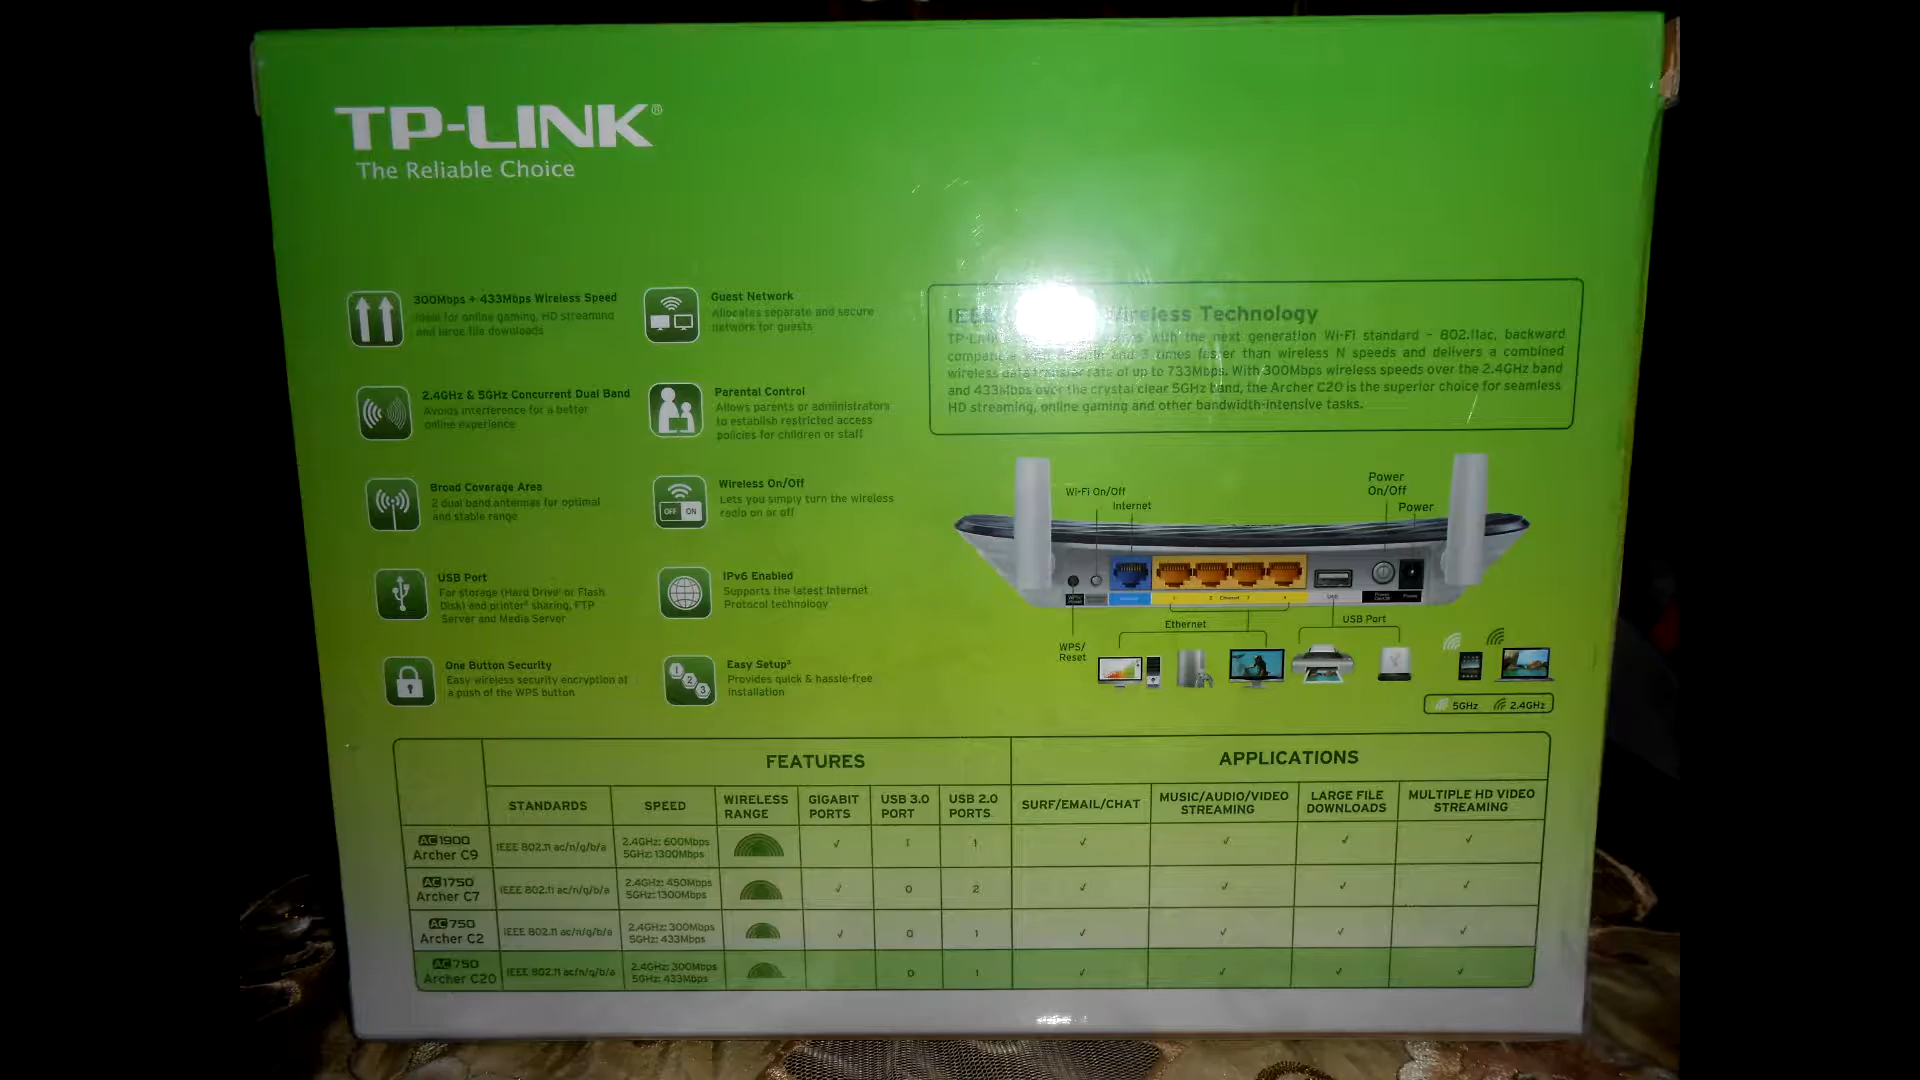 TP-LINK®
The Reliable Choice
300Mbps + 433Mbps Wireless Speed
Ideal for online gaming, HD streaming
and large file downloads
2.4GHz & 5GHz Concurrent Dual Band
Avoids interference for a better
online experience
Broad Coverage Area
2 dual band antennas for optimal
and stable range
USB Port
For storage (Hard Drive¹ or Flash
Disk) and printer² sharing, FTP
Server and Media Server
One Button Security
Easy wireless security encryption at
a push of the WPS button
Guest Network
Allocates separate and secure
network for guests
Parental Control
Allows parents or administrators
to establish restricted access
policies for children or staff
Wireless On/Off
Lets you simply turn the wireless
radio on or off
OFF ON
IPv6 Enabled
Supports the latest Internet
Protocol technology
Easy Setup³
Provides quick & hassle-free
installation
1
2
3
IEEE Wireless Technology
TP-LINK with the next generation Wi-Fi standard – 802.11ac, backward
and 3 times faster than wireless N speeds and delivers a combined
wireless data transfer rate of up to 733Mbps. With 300Mbps wireless speeds over the 2.4GHz band
and 433Mbps over the crystal clear 5GHz band, the Archer C20 is the superior choice for seamless
HD streaming, online gaming and other bandwidth-intensive tasks.
Wi-Fi On/Off
Internet
Power
On/Off
Power
1 2 Ethernet 3 4
USB
Power
On/Off
Power
Ethernet
USB Port
WPS/
Reset
5GHz 2.4GHz
FEATURES APPLICATIONS
STANDARDS SPEED WIRELESS RANGE GIGABIT PORTS USB 3.0 PORT USB 2.0 PORTS SURF/EMAIL/CHAT MUSIC/AUDIO/VIDEO STREAMING LARGE FILE DOWNLOADS MULTIPLE HD VIDEO STREAMING
AC1900 Archer C9 IEEE 802.11 ac/n/g/b/a 2.4GHz: 600Mbps 5GHz: 1300Mbps √ 1 1 √ √ √ √
AC1750 Archer C7 IEEE 802.11 ac/n/g/b/a 2.4GHz: 450Mbps 5GHz: 1300Mbps √ 0 2 √ √ √ √
AC750 Archer C2 IEEE 802.11 ac/n/g/b/a 2.4GHz: 300Mbps 5GHz: 433Mbps √ 0 1 √ √ √ √
AC750 Archer C20 IEEE 802.11 ac/n/g/b/a 2.4GHz: 300Mbps 5GHz: 433Mbps 0 1 √ √ √ √